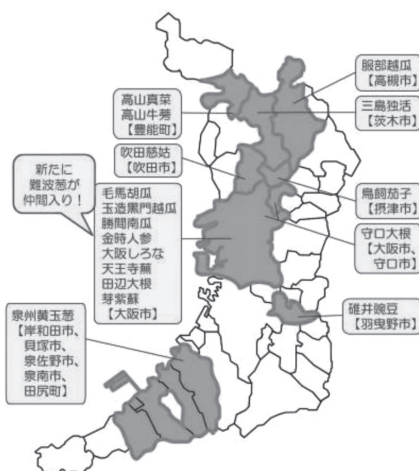 服部越瓜
【高槻市】
高山真菜
高山牛蒡
【豊能町】
三島独活
【茨木市】
吹田慈姑
【吹田市】
鳥飼茄子
【摂津市】
新たに
難波葱が
仲間入り！
毛馬胡瓜
玉造黒門越瓜
勝間南瓜
金時人参
大阪しろな
天王寺蕪
田辺大根
芽紫蘇
【大阪市】
守口大根
【大阪市、
守口市】
碓井豌豆
【羽曳野市】
泉州黄玉葱
【岸和田市、
貝塚市、
泉佐野市、
泉南市、
田尻町】